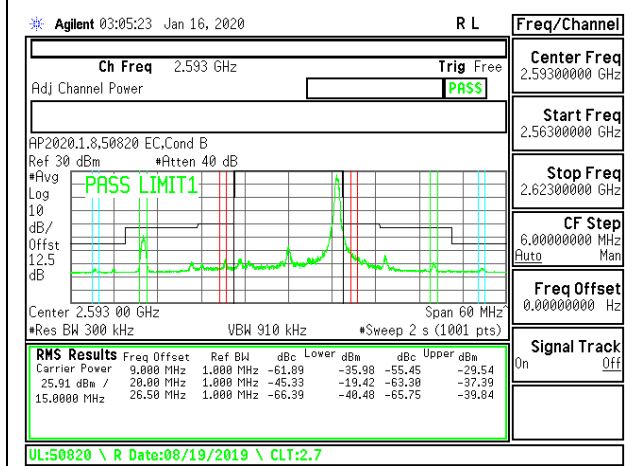 Agilent 03:05:23 Jan 16, 2020 R L
Freq/Channel
Ch Freq 2.593 GHz Trig Free
Adj Channel Power PASS
Center Freq
2.59300000 GHz
Start Freq
2.56300000 GHz
Stop Freq
2.62300000 GHz
CF Step
6.00000000 MHz
Auto Man
Freq Offset
0.00000000 Hz
Signal Track
On Off
AP2020.1.8,50820 EC,Cond B
Ref 30 dBm #Atten 40 dB
#Avg
Log
10
dB/
Offst
12.5
dB
PASS LIMIT1
Center 2.593 00 GHz Span 60 MHz^
#Res BW 300 kHz VBW 910 kHz #Sweep 2 s (1001 pts)
RMS Results Freq Offset Ref BW dBc Lower dBm dBc Upper dBm
Carrier Power 9.000 MHz 1.000 MHz -61.89 -35.98 -55.45 -29.54
25.91 dBm / 20.00 MHz 1.000 MHz -45.33 -19.42 -63.30 -37.39
15.0000 MHz 26.50 MHz 1.000 MHz -66.39 -40.48 -65.75 -39.84
UL:50820 \ R Date:08/19/2019 \ CLT:2.7